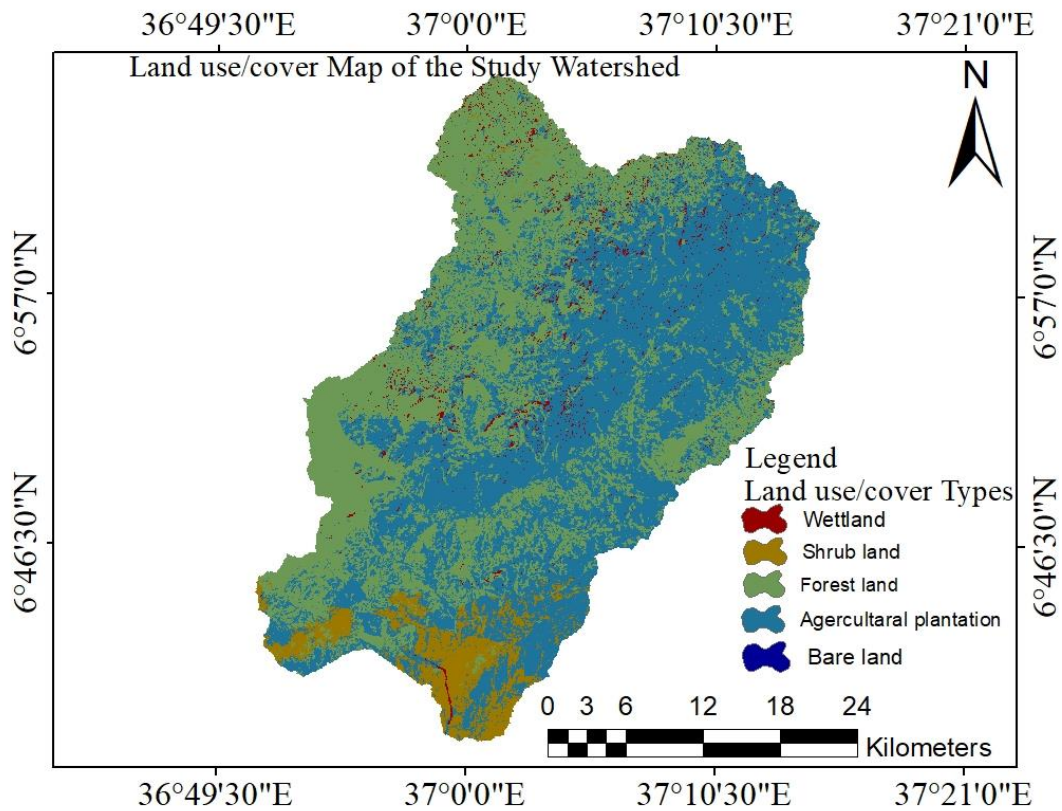 36°49'30"E 37°0'0"E 37°10'30"E 37°21'0"E
Land use/cover Map of the Study Watershed
N
6°57'0"N 6°57'0"N
6°46'30"N 6°46'30"N
Legend
Land use/cover Types
Wettland
Shrub land
Forest land
Agercultaral plantation
Bare land
0 3 6 12 18 24
Kilometers
36°49'30"E 37°0'0"E 37°10'30"E 37°21'0"E